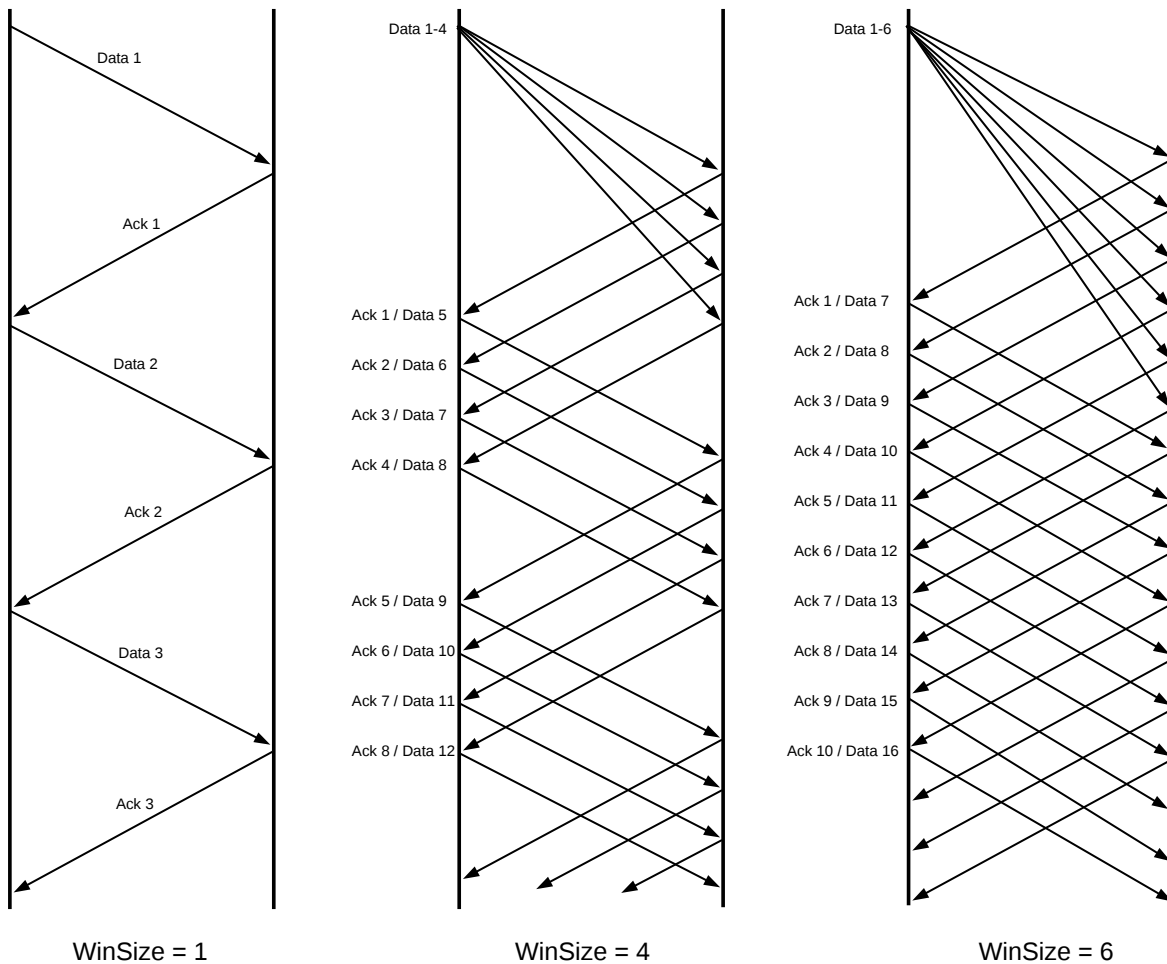 Data 1
Ack 1
Data 2
Ack 2
Data 3
Ack 3
WinSize = 1
Data 1-4
Ack 1 / Data 5
Ack 2 / Data 6
Ack 3 / Data 7
Ack 4 / Data 8
Ack 5 / Data 9
Ack 6 / Data 10
Ack 7 / Data 11
Ack 8 / Data 12
WinSize = 4
Data 1-6
Ack 1 / Data 7
Ack 2 / Data 8
Ack 3 / Data 9
Ack 4 / Data 10
Ack 5 / Data 11
Ack 6 / Data 12
Ack 7 / Data 13
Ack 8 / Data 14
Ack 9 / Data 15
Ack 10 / Data 16
WinSize = 6